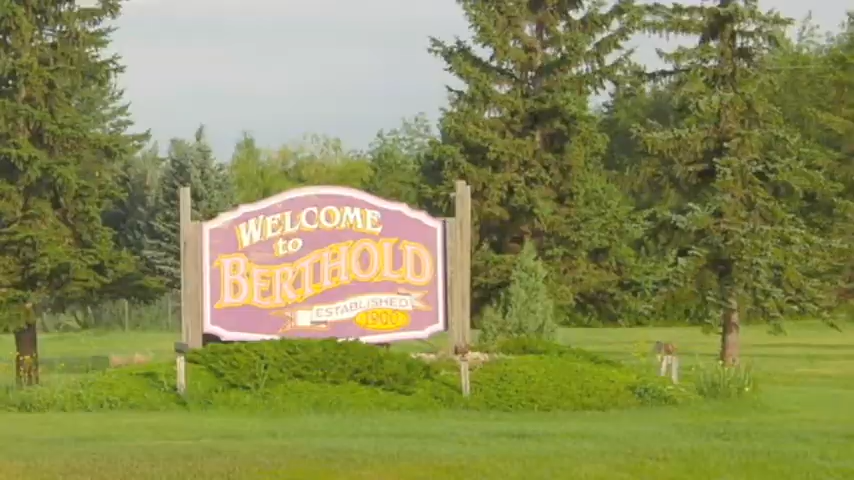 WELCOME
to
BERTHOLD
ESTABLISHED
1900